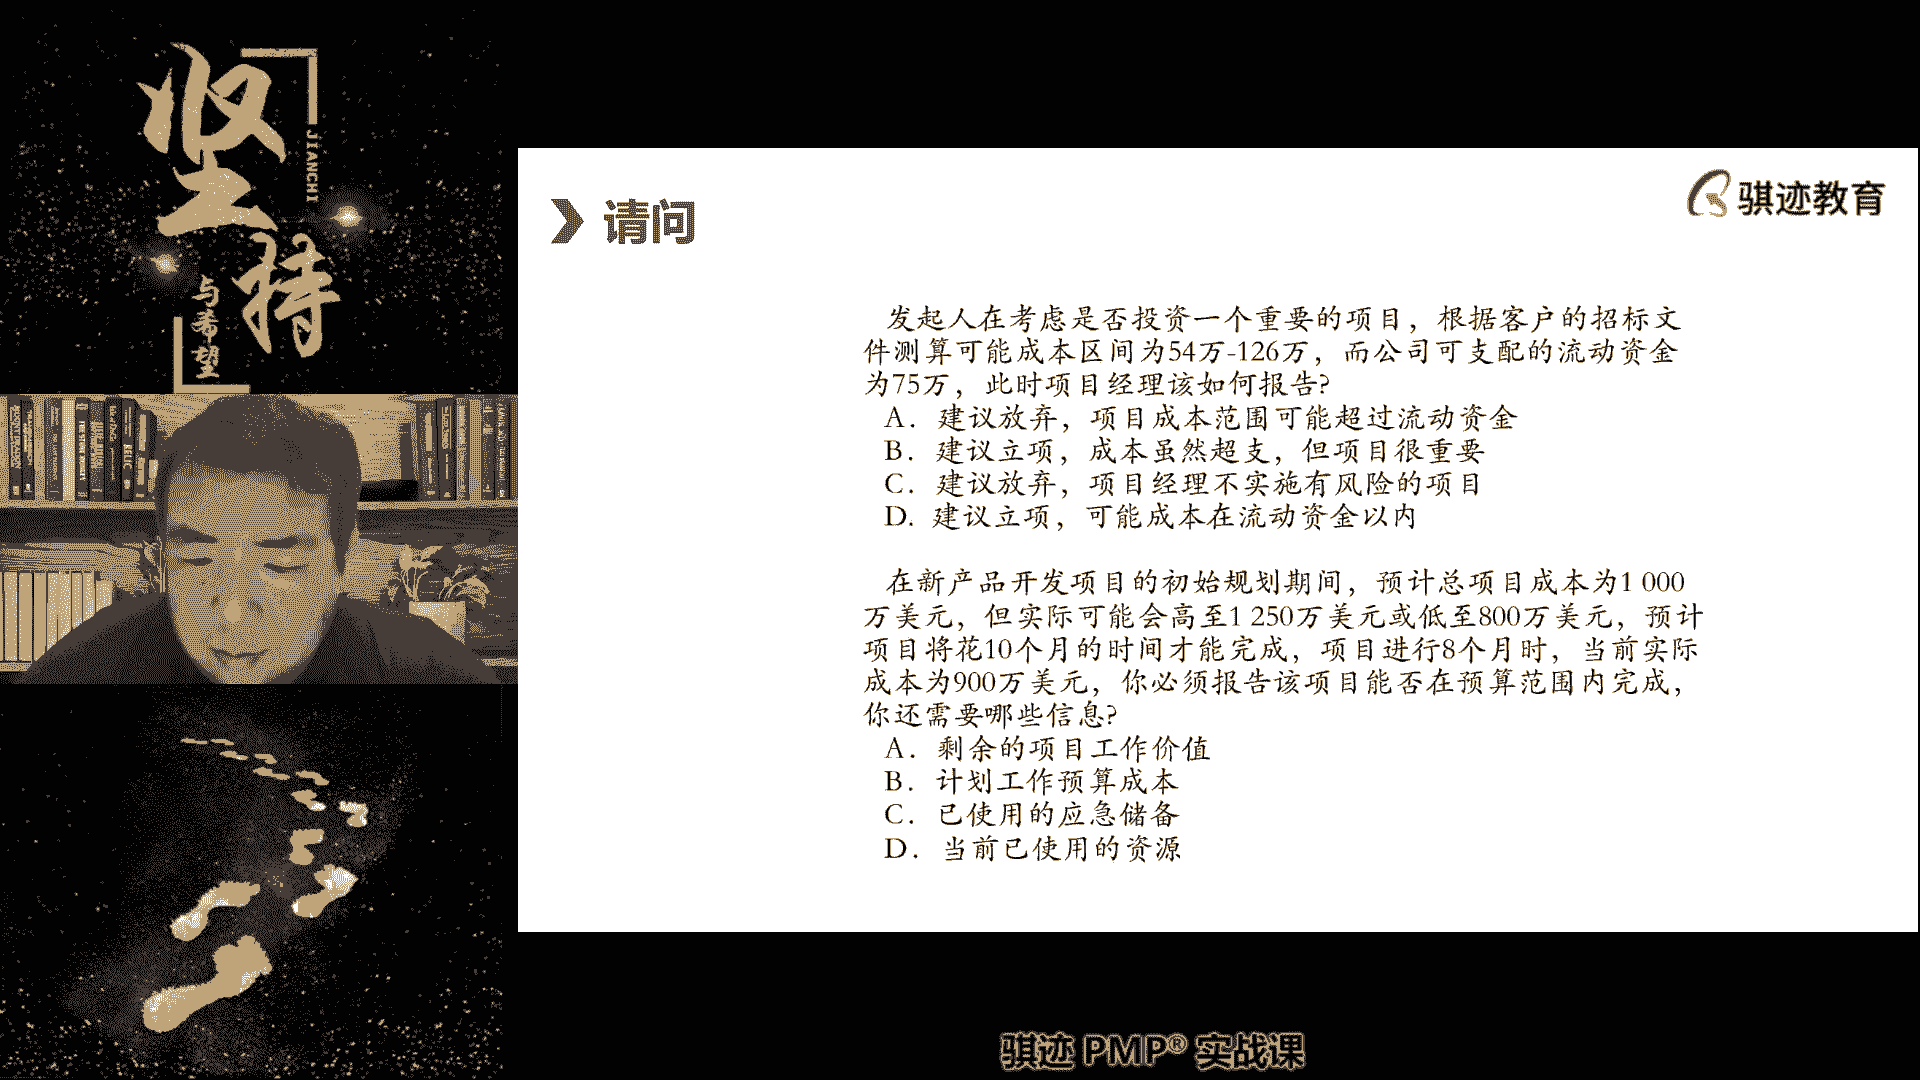 坚持
JIANCHI
与希望
请问
骐迹教育
发起人在考虑是否投资一个重要的项目，根据客户的招标文
件测算可能成本区间为54万-126万，而公司可支配的流动资金
为75万，此时项目经理该如何报告?
A．建议放弃，项目成本范围可能超过流动资金
B．建议立项，成本虽然超支，但项目很重要
C．建议放弃，项目经理不实施有风险的项目
D. 建议立项，可能成本在流动资金以内
在新产品开发项目的初始规划期间，预计总项目成本为1 000
万美元，但实际可能会高至1 250万美元或低至800万美元，预计
项目将花10个月的时间才能完成，项目进行8个月时，当前实际
成本为900万美元，你必须报告该项目能否在预算范围内完成，
你还需要哪些信息?
A．剩余的项目工作价值
B．计划工作预算成本
C．已使用的应急储备
D．当前已使用的资源
骐迹 PMP® 实战课